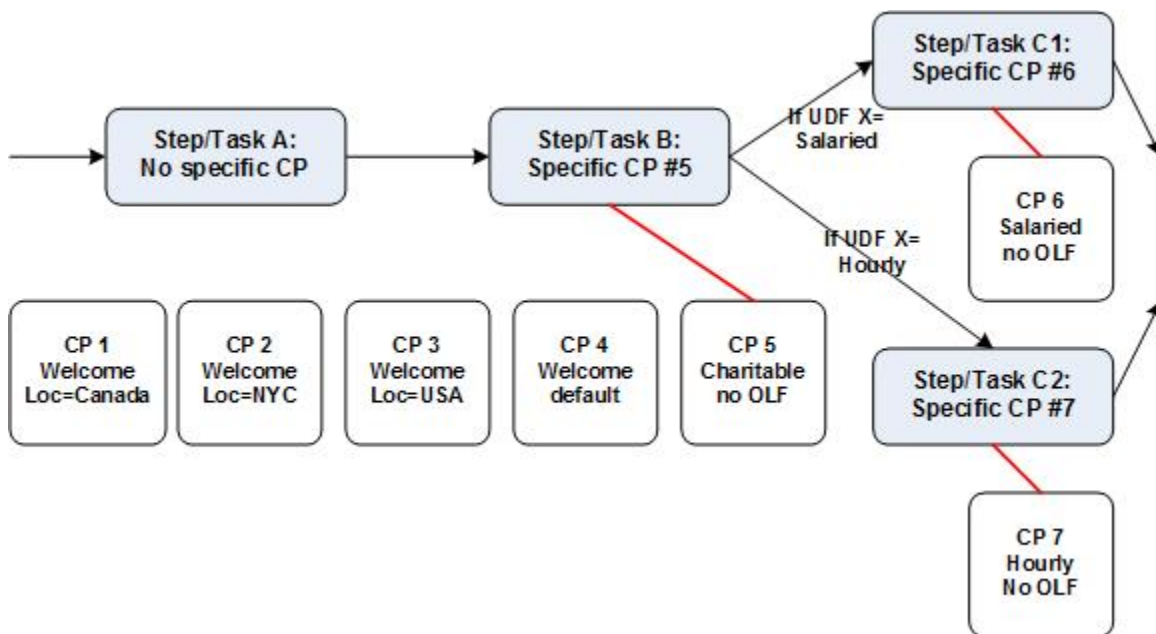 Step/Task C1:
Specific CP #6
Step/Task A:
No specific CP
Step/Task B:
Specific CP #5
If UDF X=
Salaried
CP 6
Salaried
no OLF
If UDF X=
Hourly
CP 1
Welcome
Loc=Canada
CP 2
Welcome
Loc=NYC
CP 3
Welcome
Loc=USA
CP 4
Welcome
default
CP 5
Charitable
no OLF
Step/Task C2:
Specific CP #7
CP 7
Hourly
No OLF